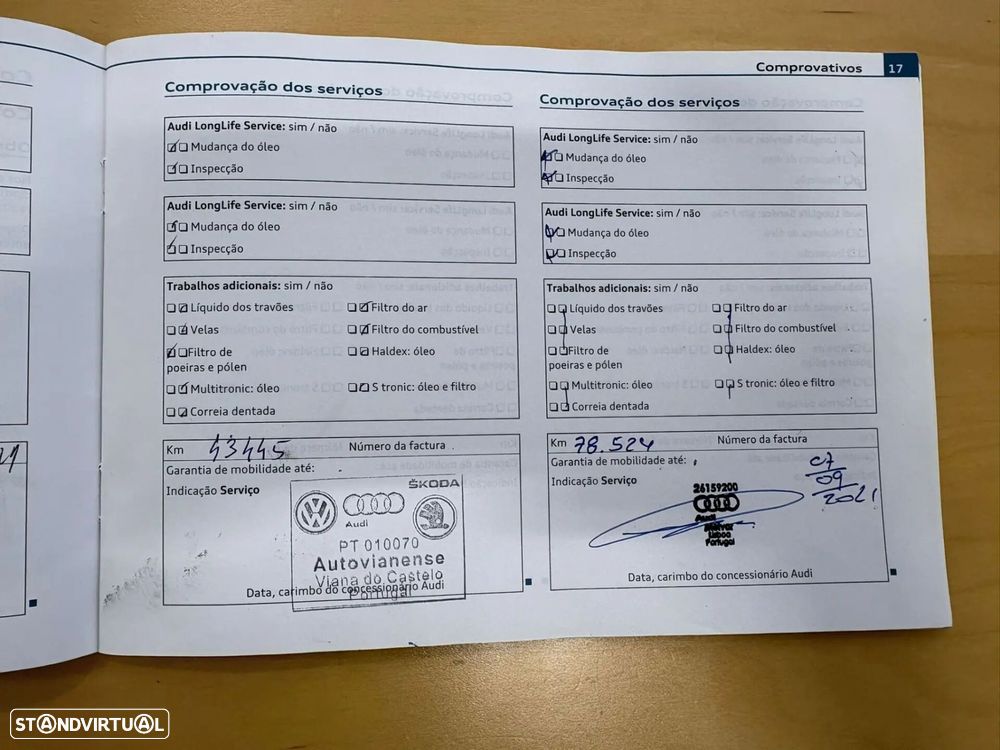 Comprovativos 17
Comprovação dos serviços
Audi LongLife Service: sim / não
Mudança do óleo
Inspecção
Audi LongLife Service: sim / não
Mudança do óleo
Inspecção
Trabalhos adicionais: sim / não
Líquido dos travões Filtro do ar
Velas Filtro do combustível
Filtro de Haldex: óleo
poeiras e pólen
Multitronic: óleo S tronic: óleo e filtro
Correia dentada
Km 43445 Número da factura
Garantia de mobilidade até:
Indicação Serviço
ŠKODA
Audi
PT 010070
Autovianense
Viana do Castelo
Portugal
Data, carimbo do concessionário Audi
Comprovação dos serviços
Audi LongLife Service: sim / não
Mudança do óleo
Inspecção
Audi LongLife Service: sim / não
Mudança do óleo
Inspecção
Trabalhos adicionais: sim / não
Líquido dos travões Filtro do ar
Velas Filtro do combustível
Filtro de Haldex: óleo
poeiras e pólen
Multitronic: óleo S tronic: óleo e filtro
Correia dentada
Km 78.524 Número da factura
Garantia de mobilidade até:
Indicação Serviço
07
09
2021
26159200
Audi
Lisboa
Portugal
Data, carimbo do concessionário Audi
STANDVIRTUAL